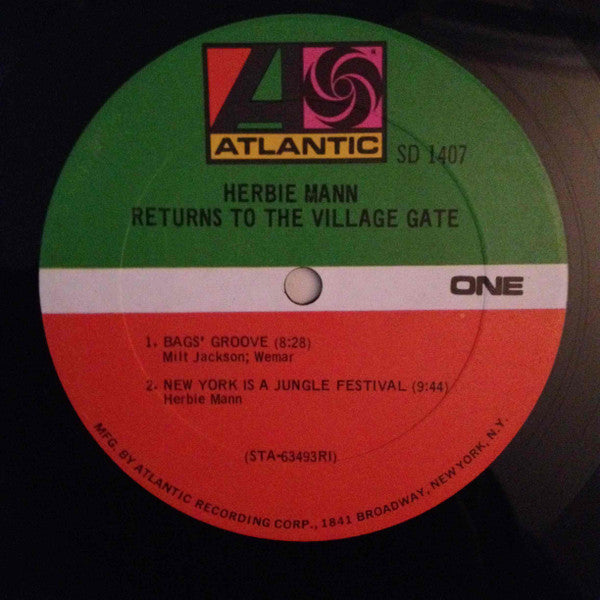 ATLANTIC
SD 1407
HERBIE MANN
RETURNS TO THE VILLAGE GATE
ONE
1. BAGS' GROOVE (8:28)
Milt Jackson; Wemar
2. NEW YORK IS A JUNGLE FESTIVAL (9:44)
Herbie Mann
(STA-63493RI)
MFG. BY ATLANTIC RECORDING CORP., 1841 BROADWAY, NEW YORK, N.Y.